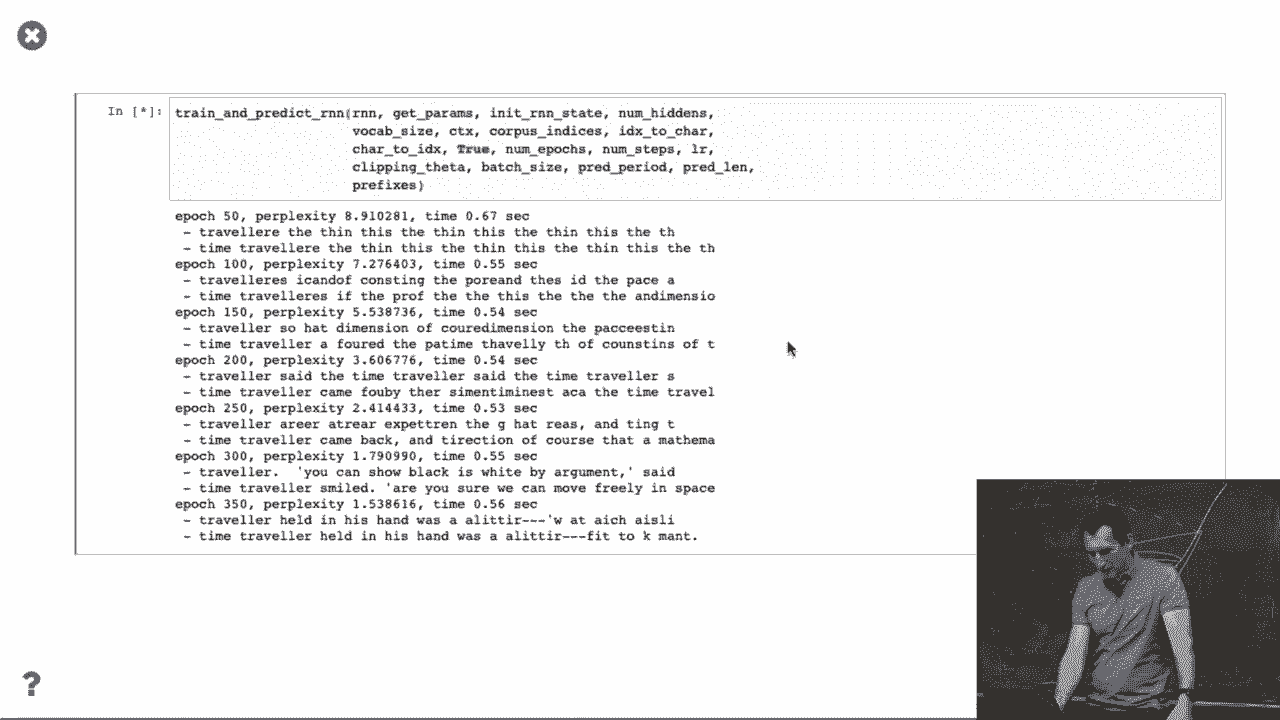 In [*]: train_and_predict_rnn(rnn, get_params, init_rnn_state, num_hiddens,
vocab_size, ctx, corpus_indices, idx_to_char,
char_to_idx, True, num_epochs, num_steps, lr,
clipping_theta, batch_size, pred_period, pred_len,
prefixes)
epoch 50, perplexity 8.910281, time 0.67 sec
- travellere the thin this the thin this the thin this the th
- time travellere the thin this the thin this the thin this the th
epoch 100, perplexity 7.276403, time 0.55 sec
- travelleres icandof consting the poreand thes id the pace a
- time travelleres if the prof the the this the the the andimensio
epoch 150, perplexity 5.538736, time 0.54 sec
- traveller so hat dimension of couredimension the pacceestin
- time traveller a foured the patime thavelly th of counstins of t
epoch 200, perplexity 3.606776, time 0.54 sec
- traveller said the time traveller said the time traveller s
- time traveller came fouby ther simentiminest aca the time travel
epoch 250, perplexity 2.414433, time 0.53 sec
- traveller areer atrear expettren the g hat reas, and ting t
- time traveller came back, and tirection of course that a mathema
epoch 300, perplexity 1.790990, time 0.55 sec
- traveller.  'you can show black is white by argument,' said
- time traveller smiled. 'are you sure we can move freely in space
epoch 350, perplexity 1.538616, time 0.56 sec
- traveller held in his hand was a alittir---'w at aich aisli
- time traveller held in his hand was a alittir---fit to k mant.
?